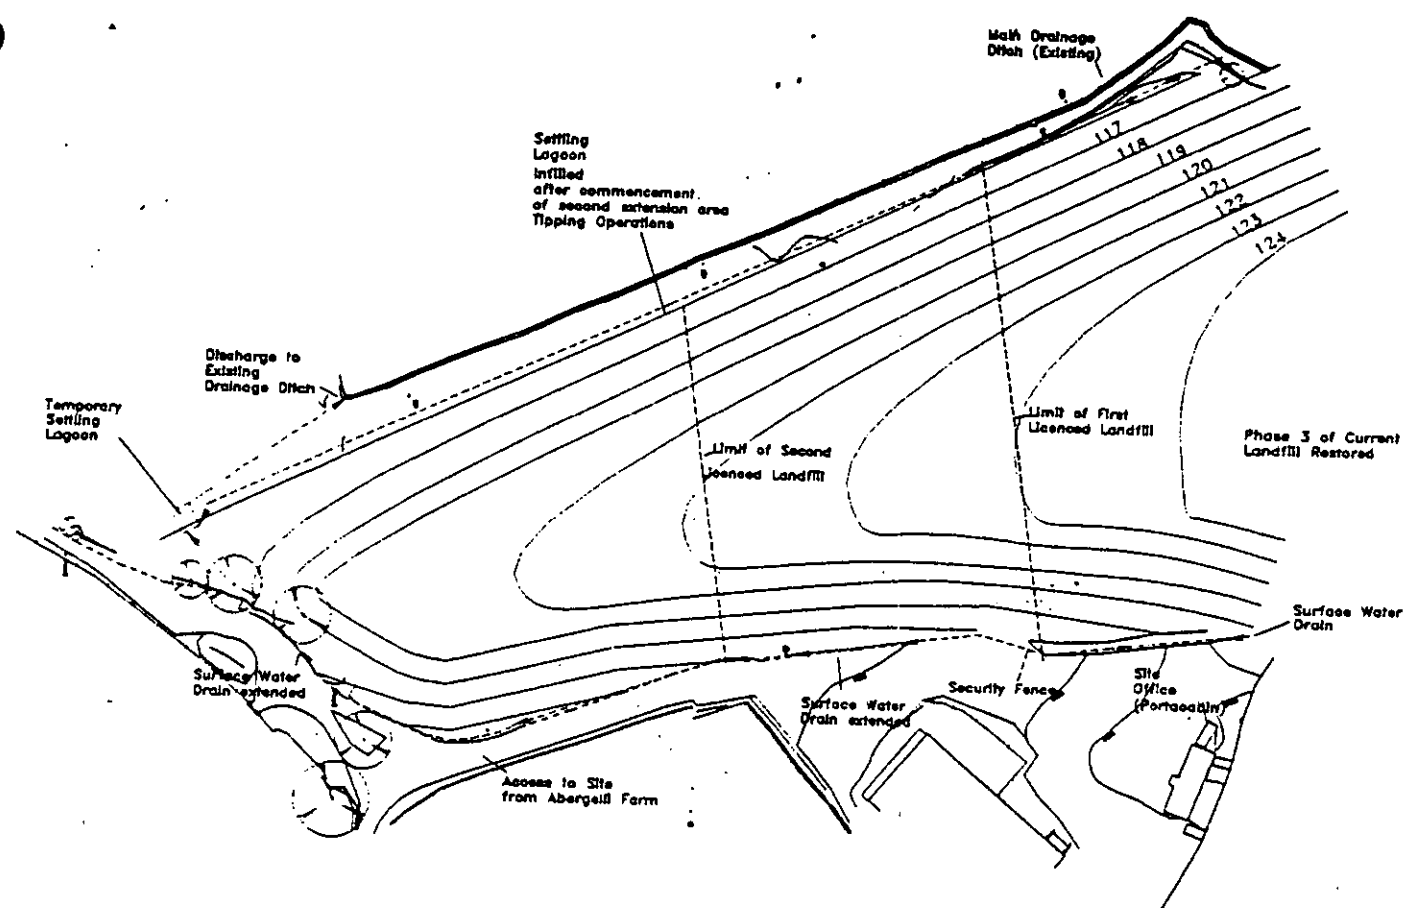 Main Drainage
Ditch (Existing)
Settling
Lagoon
Infilled
after commencement
of second extension area
Tipping Operations
117
118
119
120
121
122
123
124
Discharge to
Existing
Drainage Ditch
Temporary
Settling
Lagoon
Limit of First
Licenced Landfill
Limit of Second
Licenced Landfill
Phase 3 of Current
Landfill Restored
Surface Water
Drain
Surface Water
Drain extended
Security Fence
Site
Office
(Portacabin)
Surface Water
Drain extended
Access to Site
from Abergelli Farm